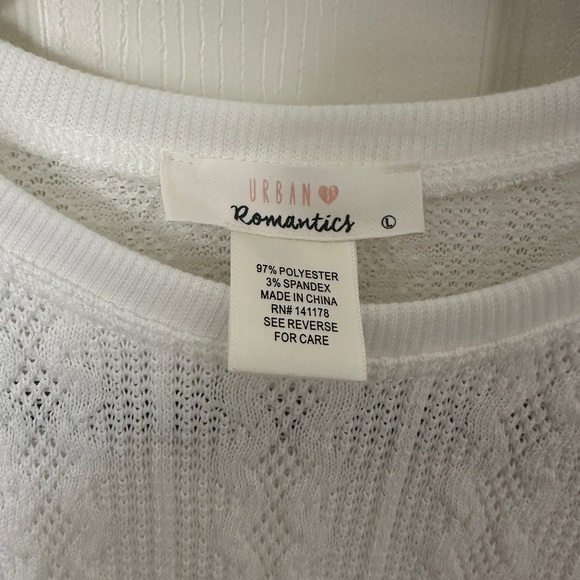 URBAN
Romantics
L
97% POLYESTER
3% SPANDEX
MADE IN CHINA
RN# 141178
SEE REVERSE
FOR CARE